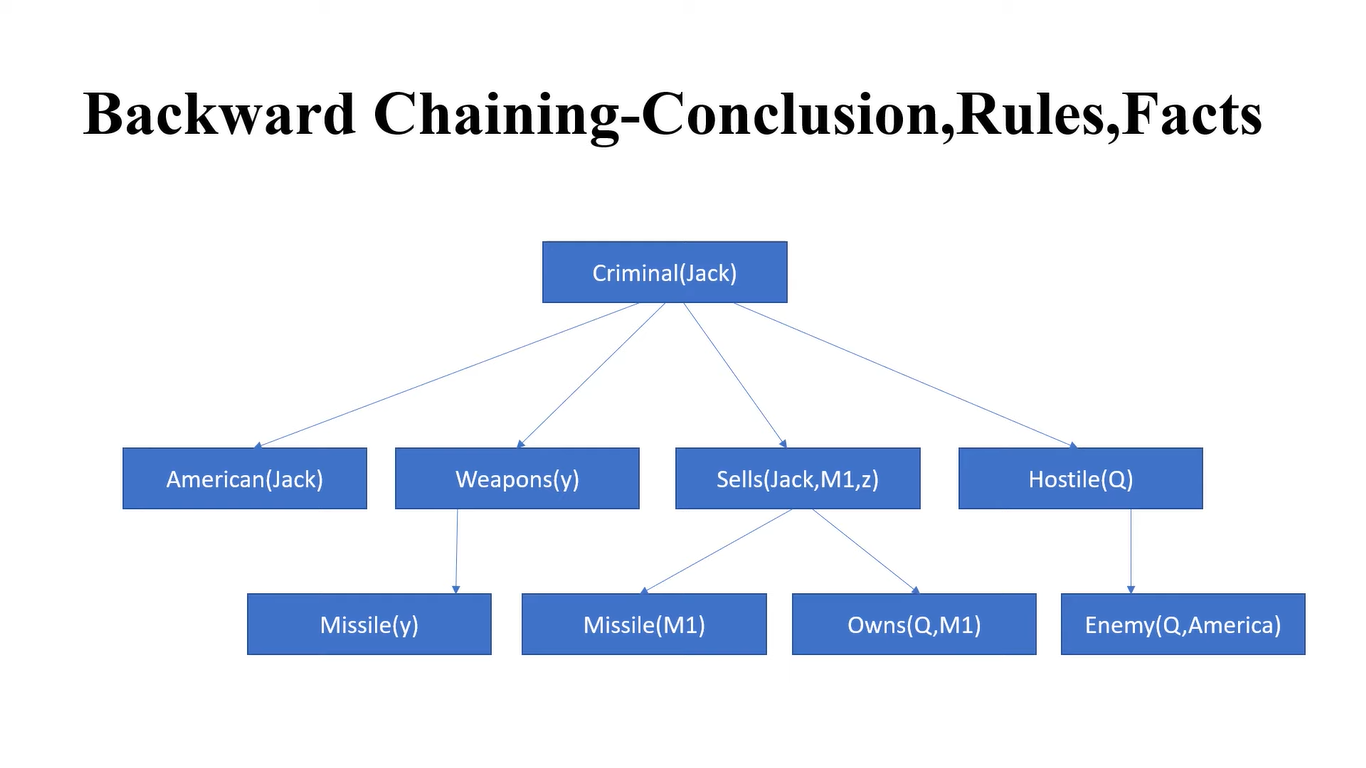 Backward Chaining-Conclusion,Rules,Facts
Criminal(Jack)
American(Jack)
Weapons(y)
Sells(Jack,M1,z)
Hostile(Q)
Missile(y)
Missile(M1)
Owns(Q,M1)
Enemy(Q,America)